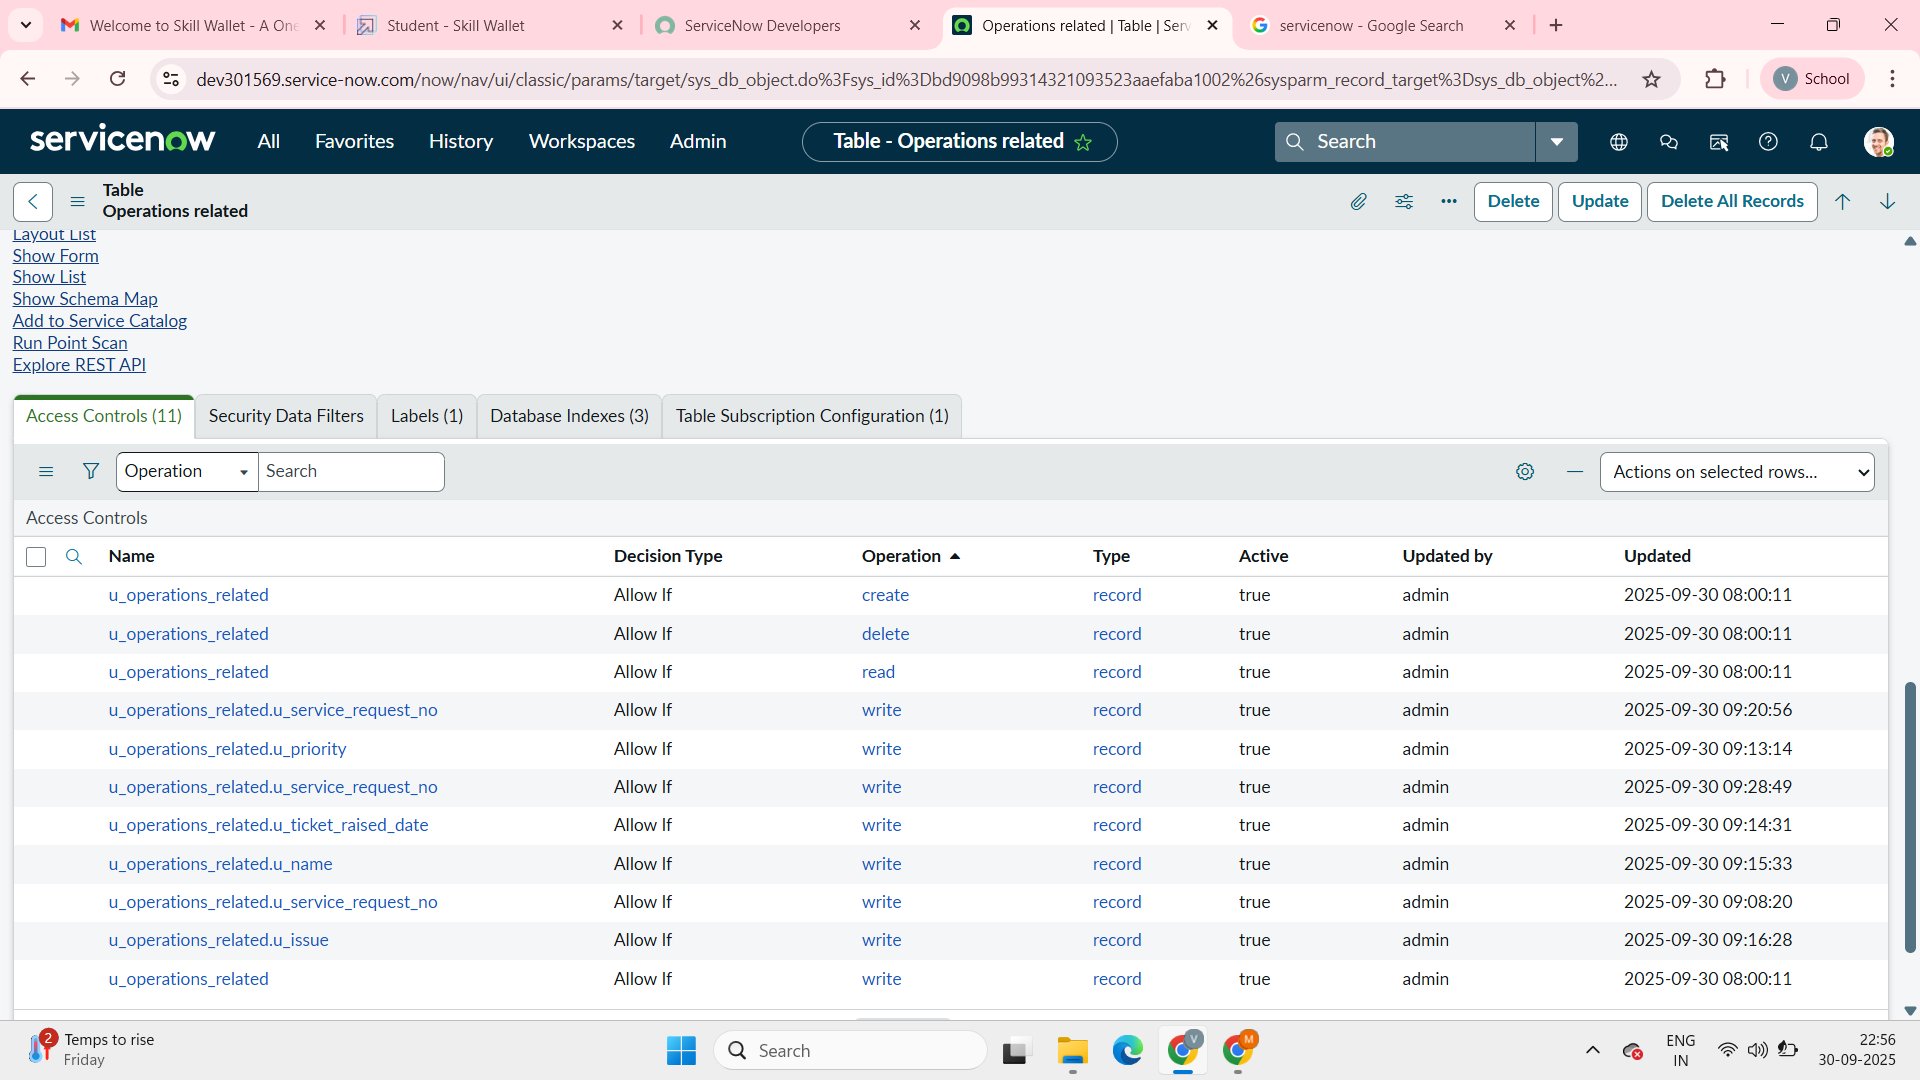 Welcome to Skill Wallet - A One
Student - Skill Wallet
ServiceNow Developers
Operations related | Table | Serv
servicenow - Google Search
dev301569.service-now.com/now/nav/ui/classic/params/target/sys_db_object.do%3Fsys_id%3Dbd9098b99314321093523aaefaba1002%26sysparm_record_target%3Dsys_db_object%2...
V School
servicenow All Favorites History Workspaces Admin Table - Operations related Search
Table
Operations related
Delete Update Delete All Records
Layout List
Show Form
Show List
Show Schema Map
Add to Service Catalog
Run Point Scan
Explore REST API
Access Controls (11) Security Data Filters Labels (1) Database Indexes (3) Table Subscription Configuration (1)
Operation Search Actions on selected rows...
Access Controls
Name Decision Type Operation Type Active Updated by Updated
u_operations_related Allow If create record true admin 2025-09-30 08:00:11
u_operations_related Allow If delete record true admin 2025-09-30 08:00:11
u_operations_related Allow If read record true admin 2025-09-30 08:00:11
u_operations_related.u_service_request_no Allow If write record true admin 2025-09-30 09:20:56
u_operations_related.u_priority Allow If write record true admin 2025-09-30 09:13:14
u_operations_related.u_service_request_no Allow If write record true admin 2025-09-30 09:28:49
u_operations_related.u_ticket_raised_date Allow If write record true admin 2025-09-30 09:14:31
u_operations_related.u_name Allow If write record true admin 2025-09-30 09:15:33
u_operations_related.u_service_request_no Allow If write record true admin 2025-09-30 09:08:20
u_operations_related.u_issue Allow If write record true admin 2025-09-30 09:16:28
u_operations_related Allow If write record true admin 2025-09-30 08:00:11
2
Temps to rise
Friday
Search
V
M
ENG
IN
22:56
30-09-2025